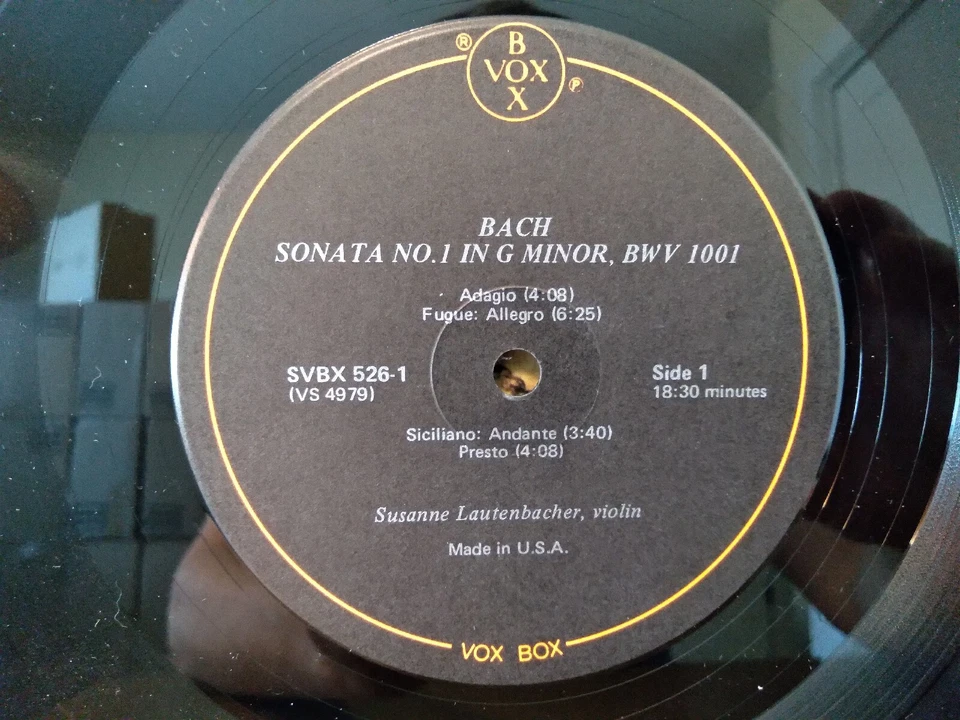 ® B
VOX
X ℗
BACH
SONATA NO.1 IN G MINOR, BWV 1001
Adagio (4:08)
Fugue: Allegro (6:25)
SVBX 526-1
(VS 4979)
Side 1
18:30 minutes
Siciliano: Andante (3:40)
Presto (4:08)
Susanne Lautenbacher, violin
Made in U.S.A.
VOX BOX